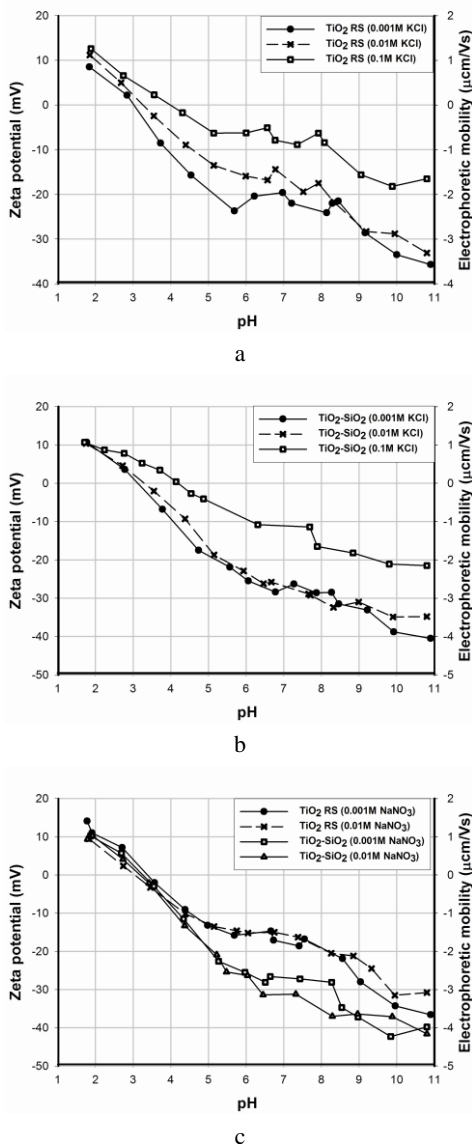 TiO2 RS (0.001M KCl)
TiO2 RS (0.01M KCl)
TiO2 RS (0.1M KCl)
Zeta potential (mV)
20
10
0
-10
-20
-30
-40
2
1
0
-1
-2
-3
-4
Electrophoretic mobility (µm/Vs)
1 2 3 4 5 6 7 8 9 10 11
pH
a
TiO2-SiO2 (0.001M KCl)
TiO2-SiO2 (0.01M KCl)
TiO2-SiO2 (0.1M KCl)
Zeta potential (mV)
20
10
0
-10
-20
-30
-40
-50
2
1
0
-1
-2
-3
-4
-5
Electrophoretic mobility (µm/Vs)
1 2 3 4 5 6 7 8 9 10 11
pH
b
TiO2 RS (0.001M NaNO3)
TiO2 RS (0.01M NaNO3)
TiO2-SiO2 (0.001M NaNO3)
TiO2-SiO2 (0.01M NaNO3)
Zeta potential (mV)
20
10
0
-10
-20
-30
-40
-50
2
1
0
-1
-2
-3
-4
-5
Electrophoretic mobility (µm/Vs)
1 2 3 4 5 6 7 8 9 10 11
pH
c